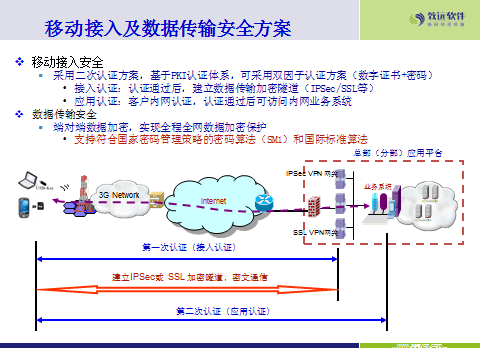 移动接入及数据传输安全方案
致远软件
协同创造价值
移动接入安全
采用二次认证方案，基于PKI认证体系，可采用双因子认证方案（数字证书+密码）
接入认证：认证通过后，建立数据传输加密隧道（IPSec/SSL等）
应用认证：客户内网认证，认证通过后可访问内网业务系统
数据传输安全
端对端数据加密，实现全程全网数据加密保护
支持符合国家密码管理策略的密码算法（SM1）和国际标准算法
总部（分部）应用平台
IPSec VPN 网关
业务系统
USB-Key
3G Network
Internet
SSL VPN网关
第一次认证（接入认证）
建立IPSec或 SSL 加密隧道，密文通信
第二次认证（应用认证）